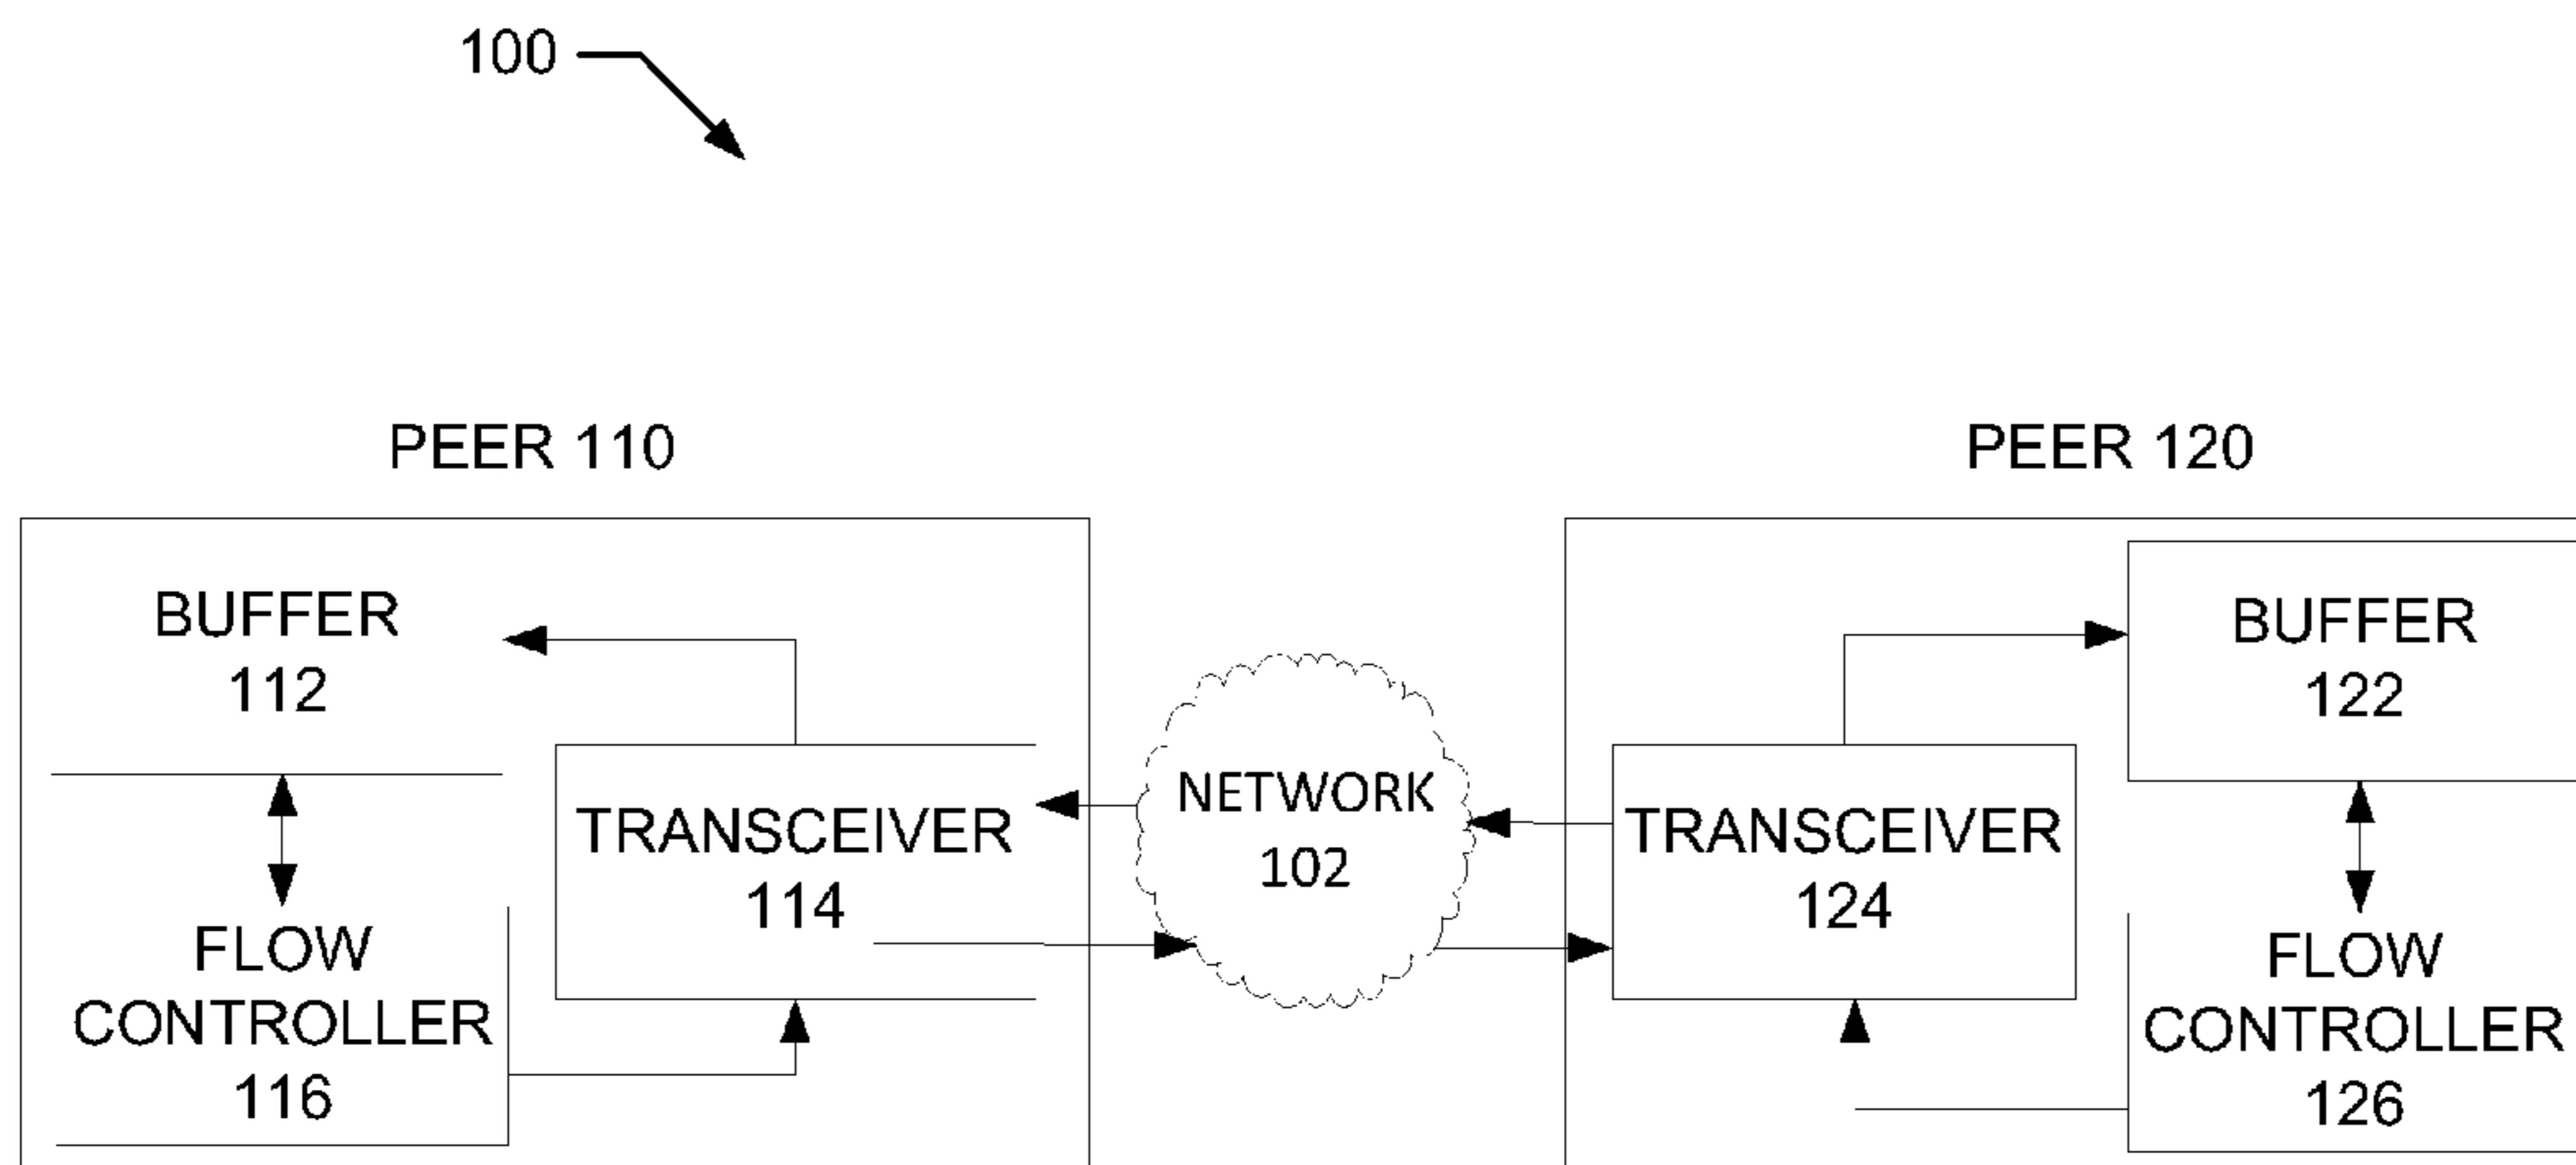 100
PEER 110
PEER 120
BUFFER
112
TRANSCEIVER
114
FLOW
CONTROLLER
116
NETWORK
102
TRANSCEIVER
124
BUFFER
122
FLOW
CONTROLLER
126